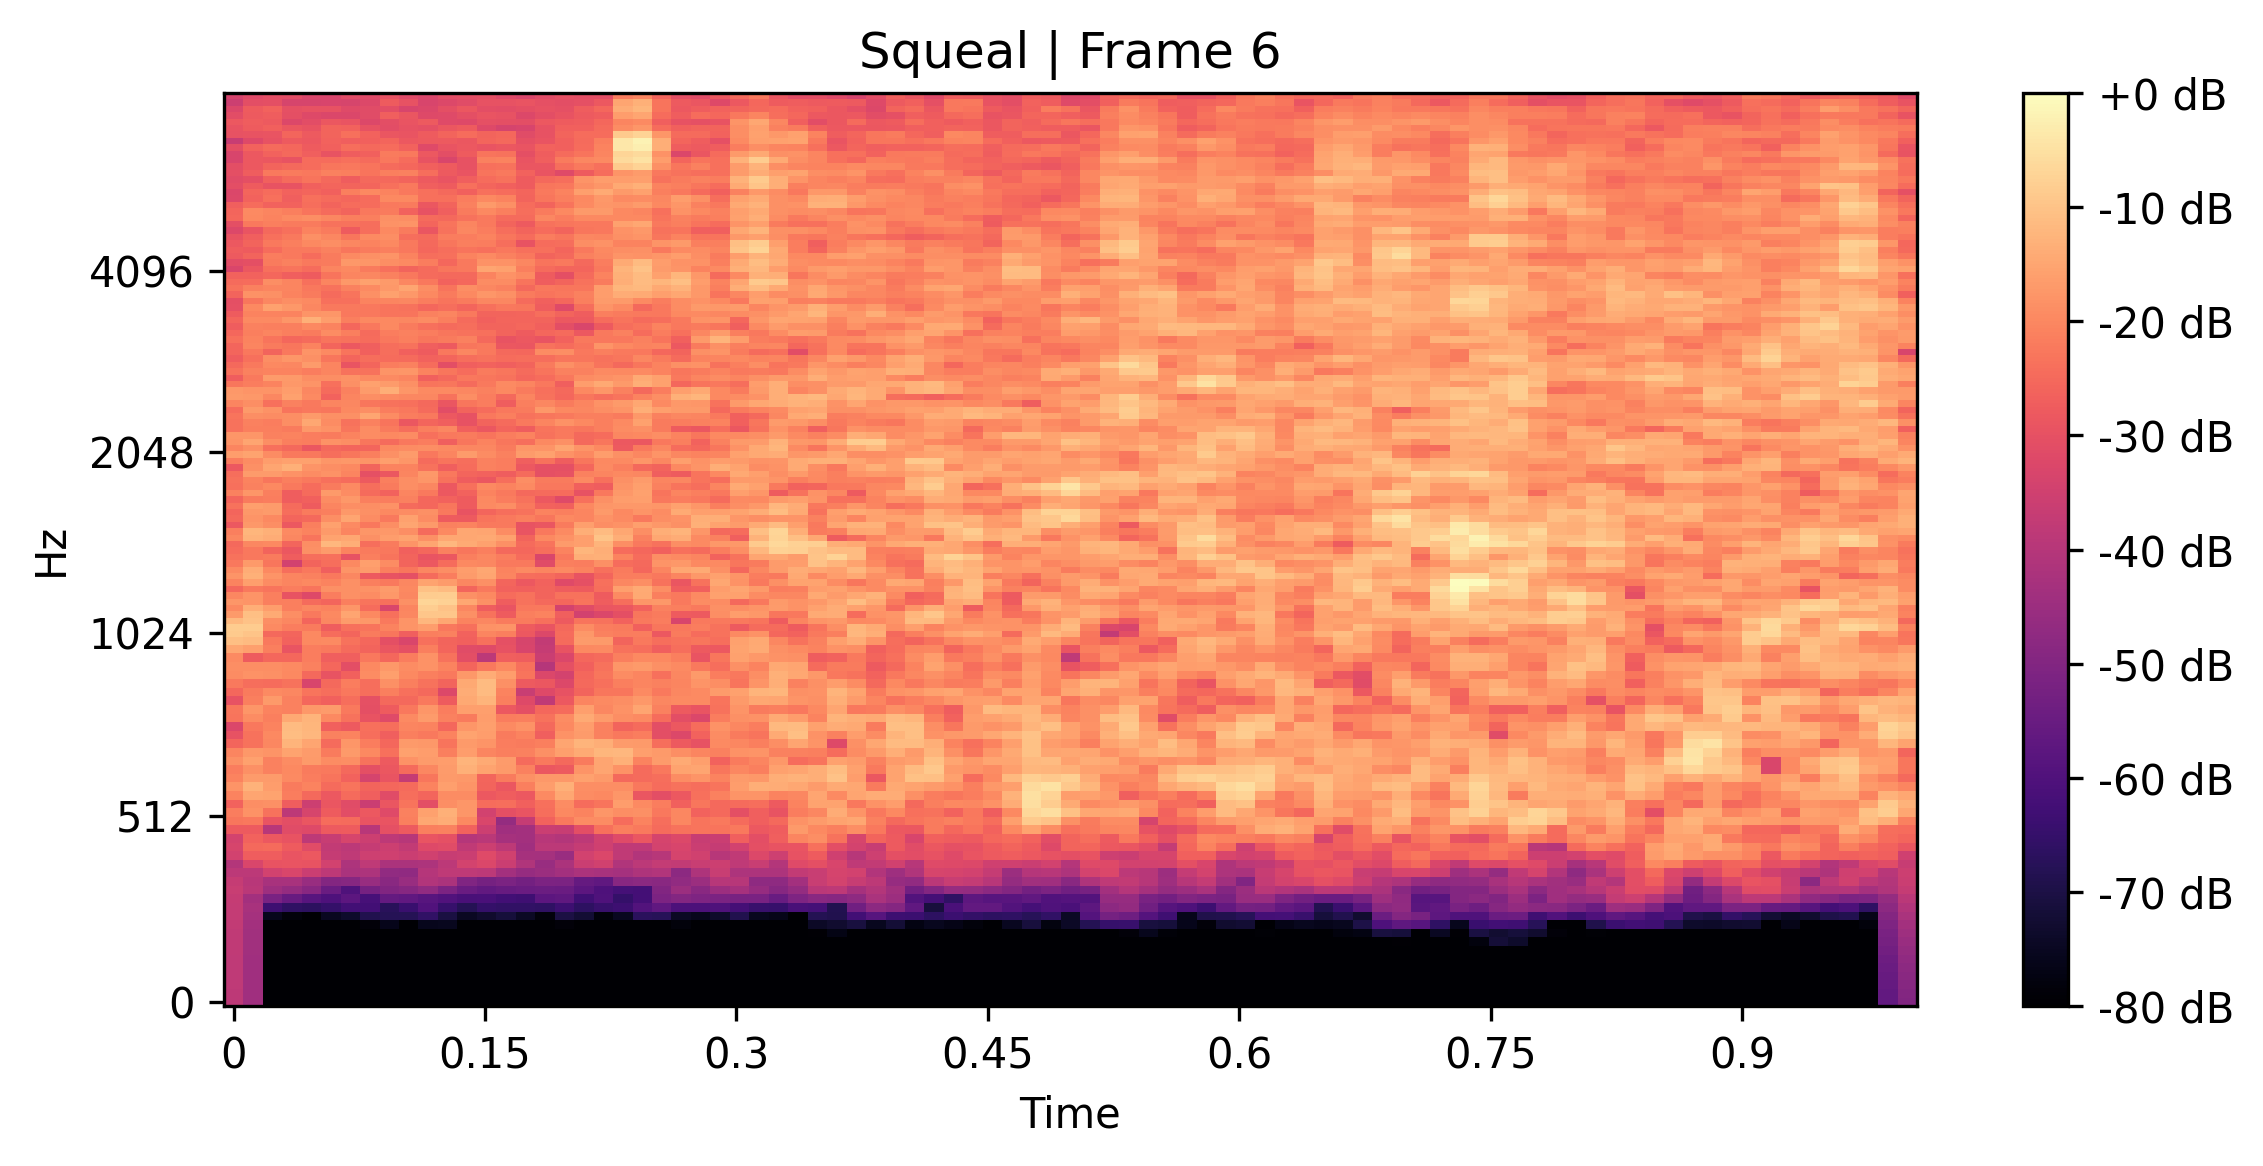 Squeal | Frame 6
+0 dB
-10 dB
-20 dB
-30 dB
-40 dB
-50 dB
-60 dB
-70 dB
-80 dB
Hz
4096
2048
1024
512
0
0 0.15 0.3 0.45 0.6 0.75 0.9
Time